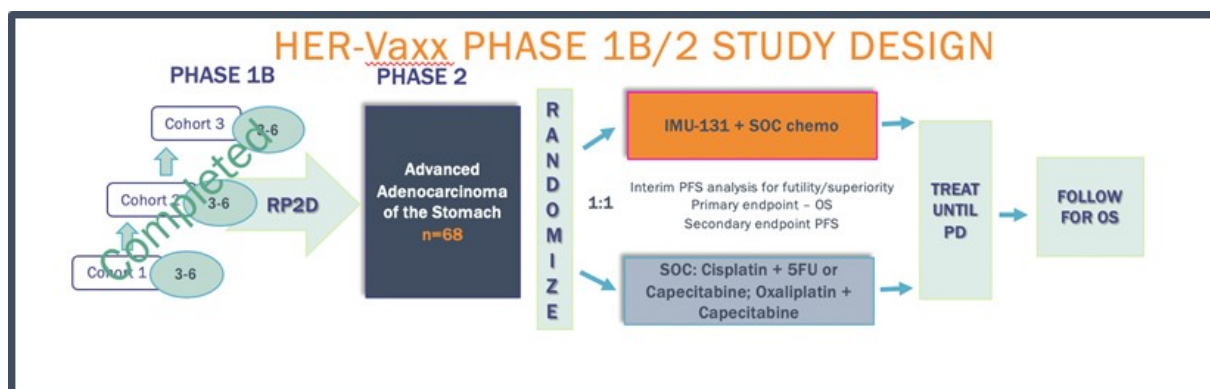 HER-Vaxx PHASE 1B/2 STUDY DESIGN
PHASE 1B
Cohort 3
3-6
Cohort 2
3-6
Cohort 1
3-6
Completed
RP2D
PHASE 2
Advanced
Adenocarcinoma
of the Stomach
n=68
RANDOMIZE
1:1
IMU-131 + SOC chemo
Interim PFS analysis for futility/superiority
Primary endpoint – OS
Secondary endpoint PFS
SOC: Cisplatin + 5FU or
Capecitabine; Oxaliplatin +
Capecitabine
TREAT
UNTIL
PD
FOLLOW
FOR OS